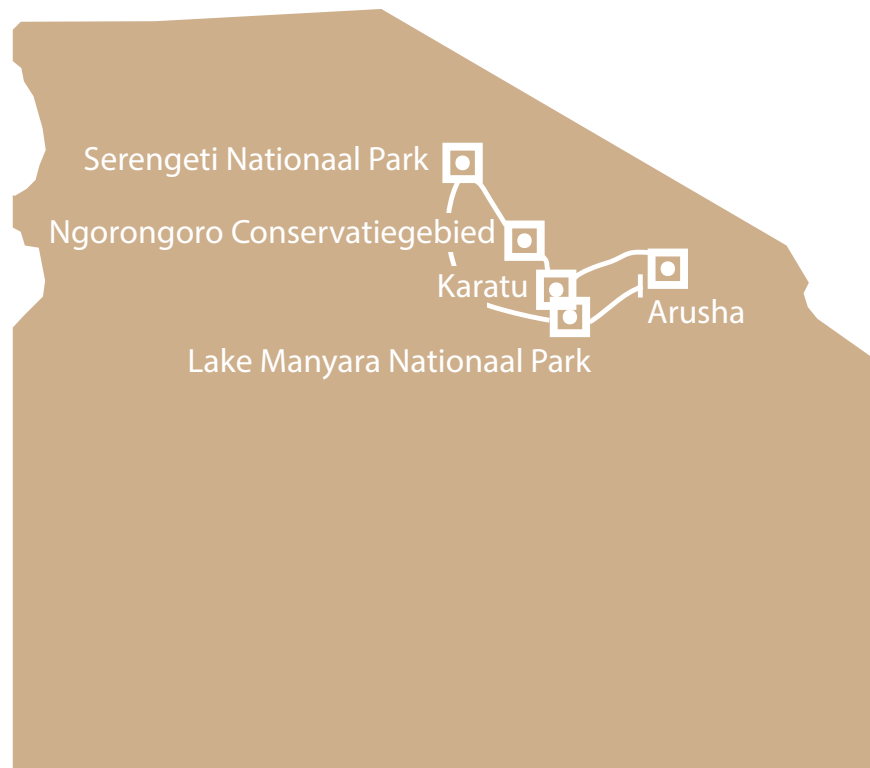 Serengeti Nationaal Park
Ngorongoro Conservatiegebied
Karatu
Arusha
Lake Manyara Nationaal Park